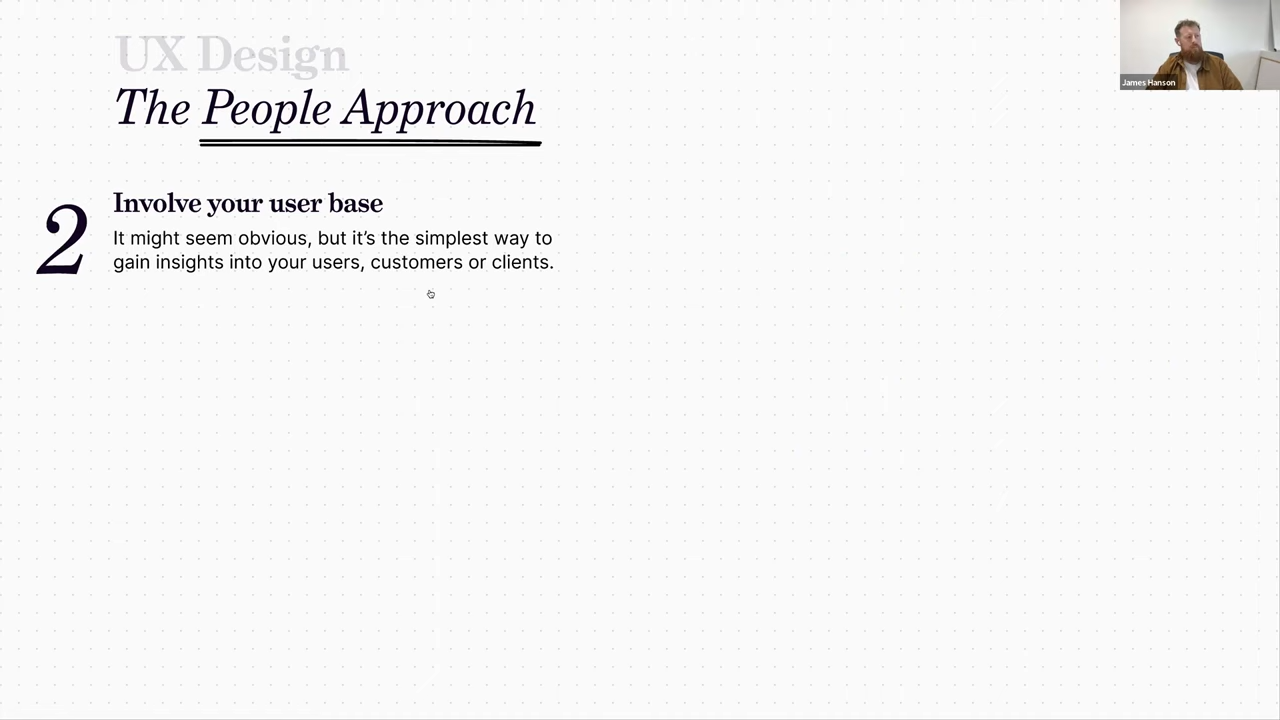 UX Design
The People Approach
2
Involve your user base
It might seem obvious, but it's the simplest way to
gain insights into your users, customers or clients.
James Hanson